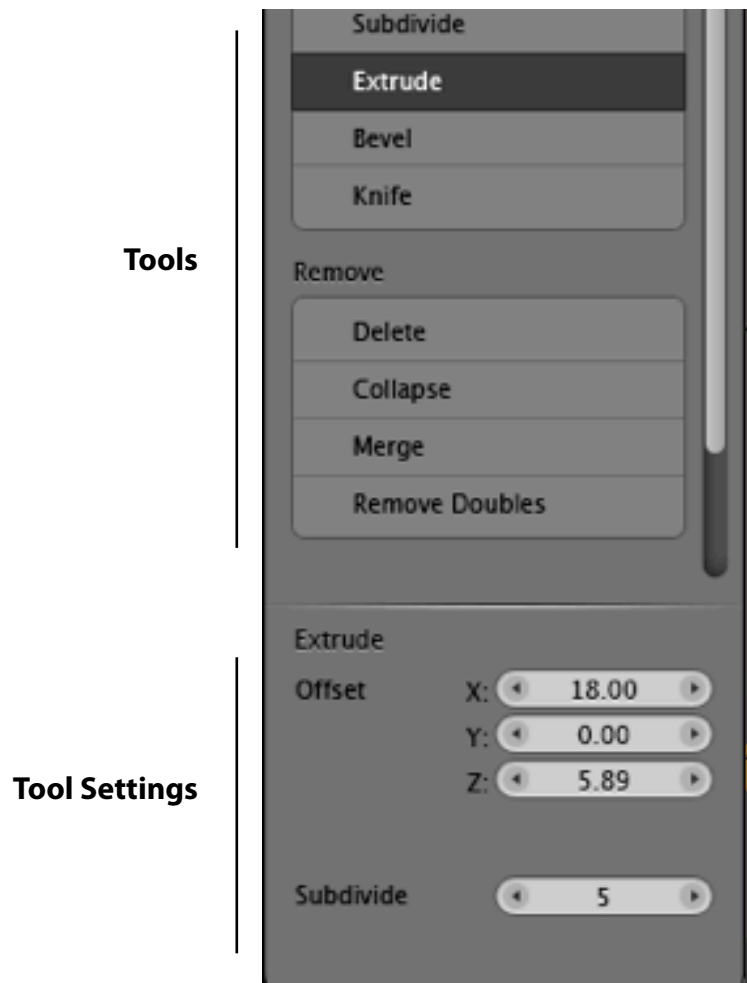 Subdivide
Extrude
Bevel
Knife
Tools
Remove
Delete
Collapse
Merge
Remove Doubles
Extrude
Offset X: 18.00
Y: 0.00
Z: 5.89
Tool Settings
Subdivide 5